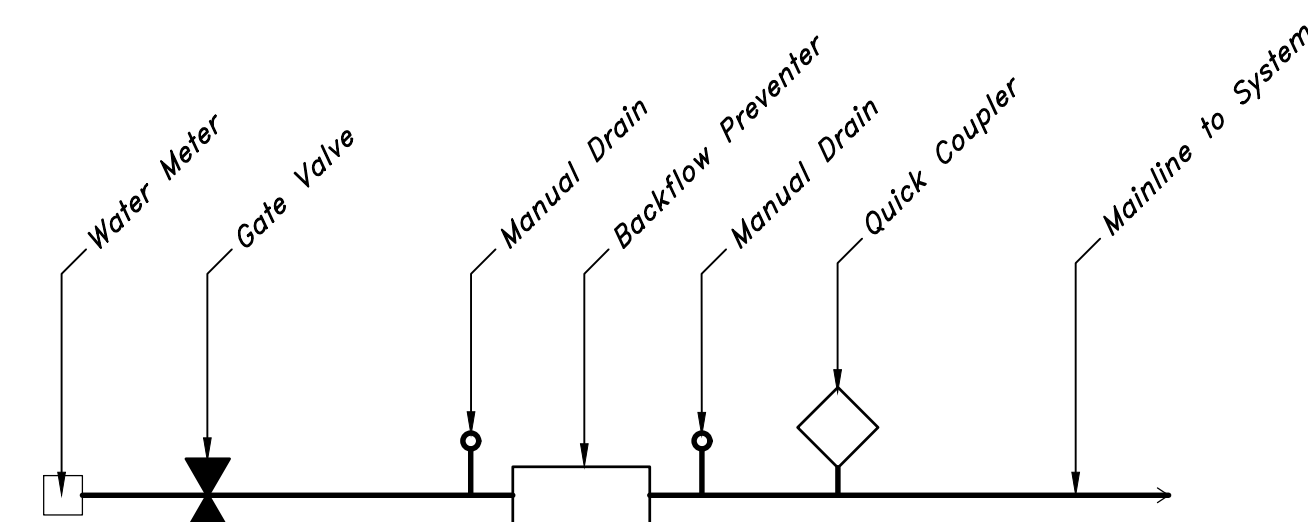 Water Meter
Gate Valve
Manual Drain
Backflow Preventer
Manual Drain
Quick Coupler
Mainline to System